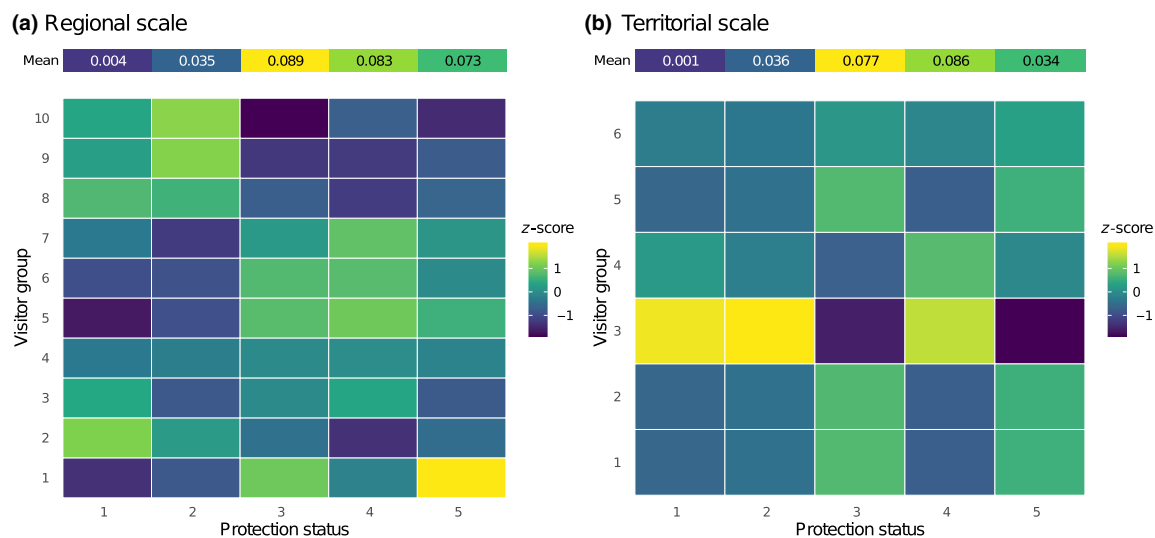 (a) Regional scale
Mean 0.004 0.035 0.089 0.083 0.073
10
9
8
7
6
5
4
3
2
1
Visitor group
1 2 3 4 5
Protection status
z-score
1
0
−1
(b) Territorial scale
Mean 0.001 0.036 0.077 0.086 0.034
6
5
4
3
2
1
Visitor group
1 2 3 4 5
Protection status
z-score
1
0
−1